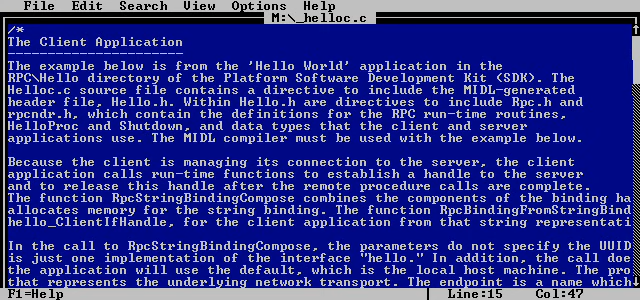 File Edit Search View Options Help
M:\_helloc.c
/*
The Client Application
----------------------
The example below is from the 'Hello World' application in the
RPC\Hello directory of the Platform Software Development Kit (SDK). The
Helloc.c source file contains a directive to include the MIDL-generated
header file, Hello.h. Within Hello.h are directives to include Rpc.h and
rpcndr.h, which contain the definitions for the RPC run-time routines,
HelloProc and Shutdown, and data types that the client and server
applications use. The MIDL compiler must be used with the example below.
Because the client is managing its connection to the server, the client
application calls run-time functions to establish a handle to the server
and to release this handle after the remote procedure calls are complete.
The function RpcStringBindingCompose combines the components of the binding ha
allocates memory for the string binding. The function RpcBindingFromStringBind
hello_ClientIfHandle, for the client application from that string representati
In the call to RpcStringBindingCompose, the parameters do not specify the UUID
is just one implementation of the interface "hello." In addition, the call doe
the application will use the default, which is the local host machine. The pro
that represents the underlying network transport. The endpoint is a name which
F1=Help Line:15 Col:47